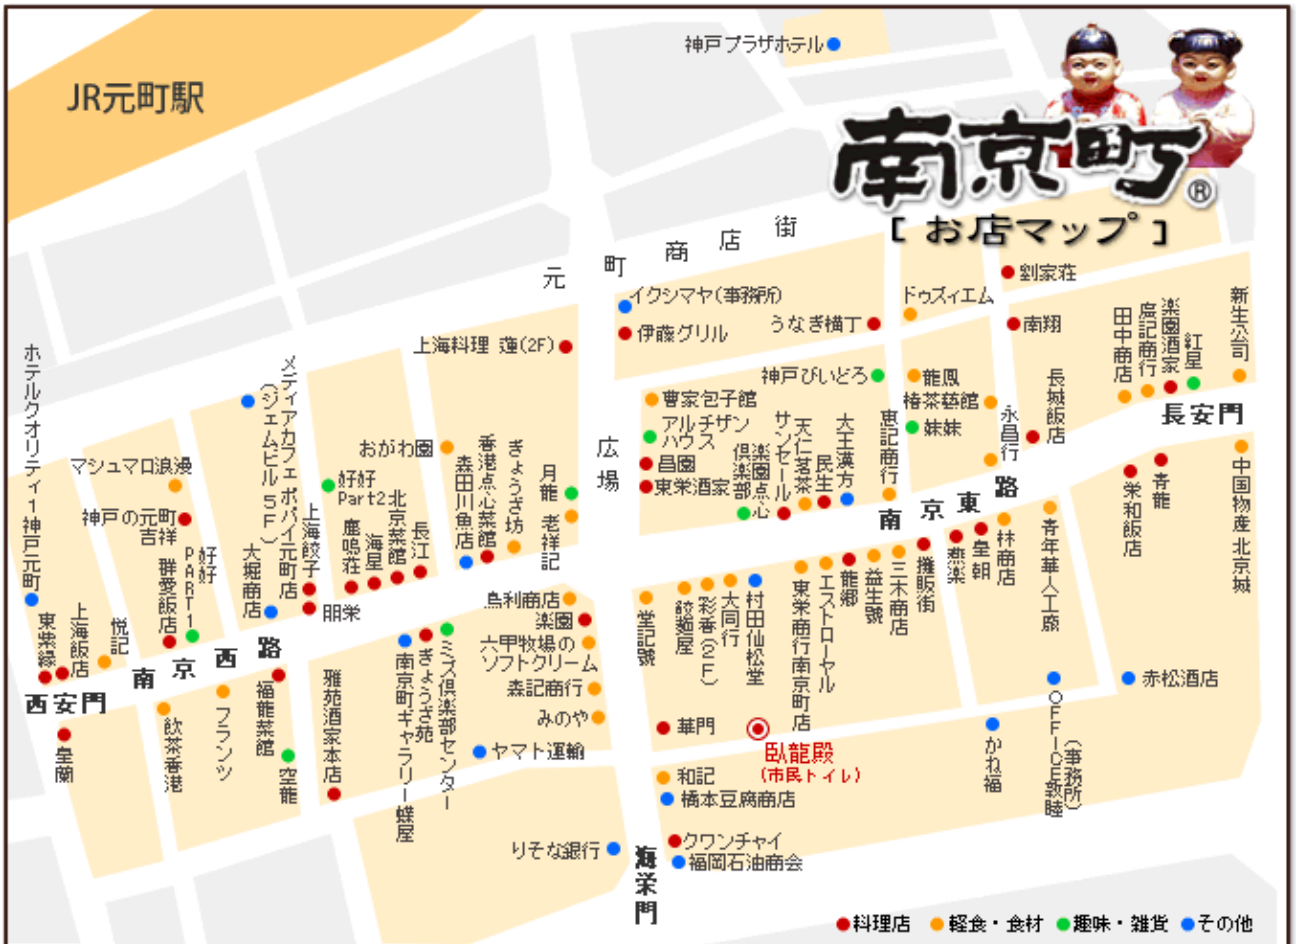 神戸プラザホテル
JR元町駅
南京町®
[お店マップ]
元町商店街
劉家荘
イクシマヤ(事務所)
ドゥズィエム
新生公司
伊藤グリル
うなぎ横丁
南翔
田中商店
廣記商行
楽園酒家
紅星
上海料理 蓮(2F)
ホテルクオリティ1神戸元町
メディアカフェ ポパイ元町店
(ジェムビル 5F)
神戸びいどろ
龍鳳
長城飯店
曹家包子館
椿茶藝館
永昌行
長安門
アルチザン
ハウス
サンセール
天仁茗茶
民生
大王漢方
東記商行
妹妹
おがわ園
森田川魚店
香港点心菜館
ぎょうざ坊
月龍
広場
昌園
倶楽部
楽園点心
中国物産 北京城
マシュマロ浪漫
好好
Part2
東栄酒家
栄和飯店
青龍
神戸の元町
吉祥
上海餃子
鹿鳴荘
海星
北京菜館
長江
老祥記
南京東路
青年華人工房
林商店
皇朝
燕楽
攤販街
群愛飯店
好好
PART1
大堀商店
三木商店
益生號
龍郷
エストローヤル
東栄商行南京町店
村田仙松堂
大同行
彩香(2F)
餃藝屋
堂記號
東紫縁
上海飯店
悦記
朋栄
鳥利商店
楽園
六甲牧場の
ソフトクリーム
森記商行
みのや
南京西路
西安門
南京町ギャラリー蝶屋
ぎょうざ苑
ミズ倶楽部センター
雅苑酒家本店
福龍菜館
フランツ
飲茶香港
皇蘭
空龍
ヤマト運輸
華門
臥龍殿
(市民トイレ)
赤松酒店
かね福
OFFICE敦睦
(事務所)
和記
橋本豆腐商店
りそな銀行
クワンチャイ
福岡石油商会
海栄門
料理店
軽食・食材
趣味・雑貨
その他